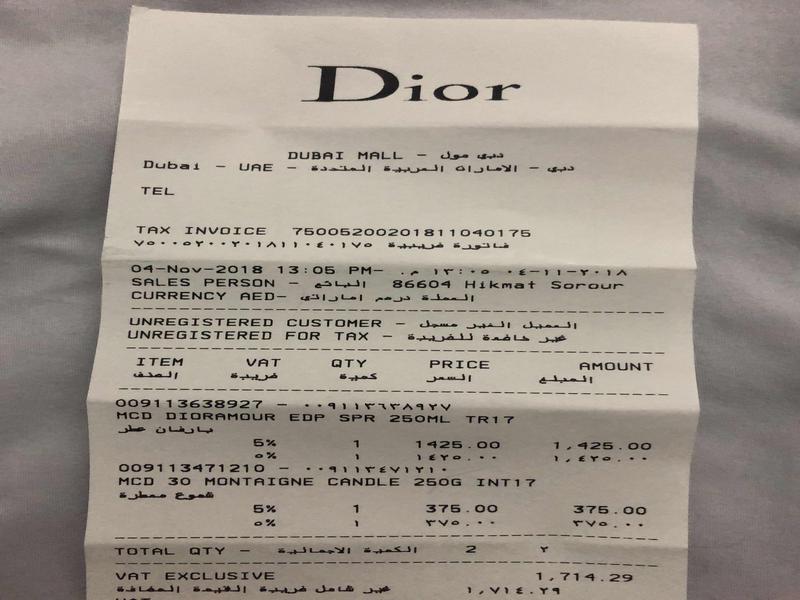 Dior
DUBAI MALL - دبي مول
Dubai - UAE - دبي - الامارات العربية المتحدة
TEL
TAX INVOICE 75005200201811040175
فاتورة ضريبية ٧٥٠٠٥٢٠٠٢٠١٨١١٠٤٠١٧٥
04-Nov-2018 13:05 PM- ٢٠١٨-١١-٠٤ ١٣:٠٥ م.
SALES PERSON - البائع 86604 Hikmat Sorour
CURRENCY AED- العملة درهم اماراتي
UNREGISTERED CUSTOMER - العميل الغير مسجل
UNREGISTERED FOR TAX - غير خاضعة للضريبة
ITEM VAT QTY PRICE AMOUNT
الصنف ضريبة كمية السعر المبلغ
009113638927 - ٠٠٩١١٣٦٣٨٩٢٧
MCD DIORAMOUR EDP SPR 250ML TR17
بارفان عطر
5% 1 1425.00 1,425.00
٥% ١ ١٤٢٥.٠٠ ١,٤٢٥.٠٠
009113471210 - ٠٠٩١١٣٤٧١٢١٠
MCD 30 MONTAIGNE CANDLE 250G INT17
شموع معطرة
5% 1 375.00 375.00
٥% ١ ٣٧٥.٠٠ ٣٧٥.٠٠
TOTAL QTY - الكمية الاجمالية 2 ٢
VAT EXCLUSIVE 1,714.29
غير شامل ضريبة القيمة المضافة ١,٧١٤.٢٩